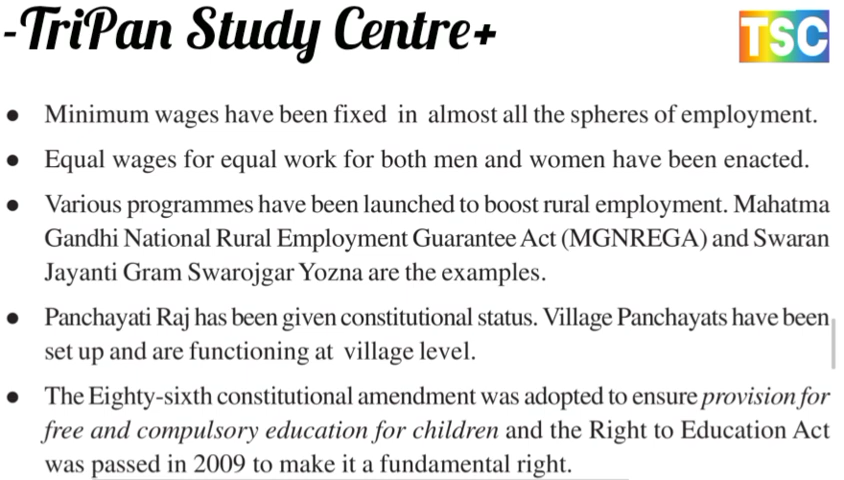 -TriPan Study Centre+
TSC
● Minimum wages have been fixed in almost all the spheres of employment.
● Equal wages for equal work for both men and women have been enacted.
● Various programmes have been launched to boost rural employment. Mahatma
Gandhi National Rural Employment Guarantee Act (MGNREGA) and Swaran
Jayanti Gram Swarojgar Yozna are the examples.
● Panchayati Raj has been given constitutional status. Village Panchayats have been
set up and are functioning at village level.
● The Eighty-sixth constitutional amendment was adopted to ensure provision for
free and compulsory education for children and the Right to Education Act
was passed in 2009 to make it a fundamental right.